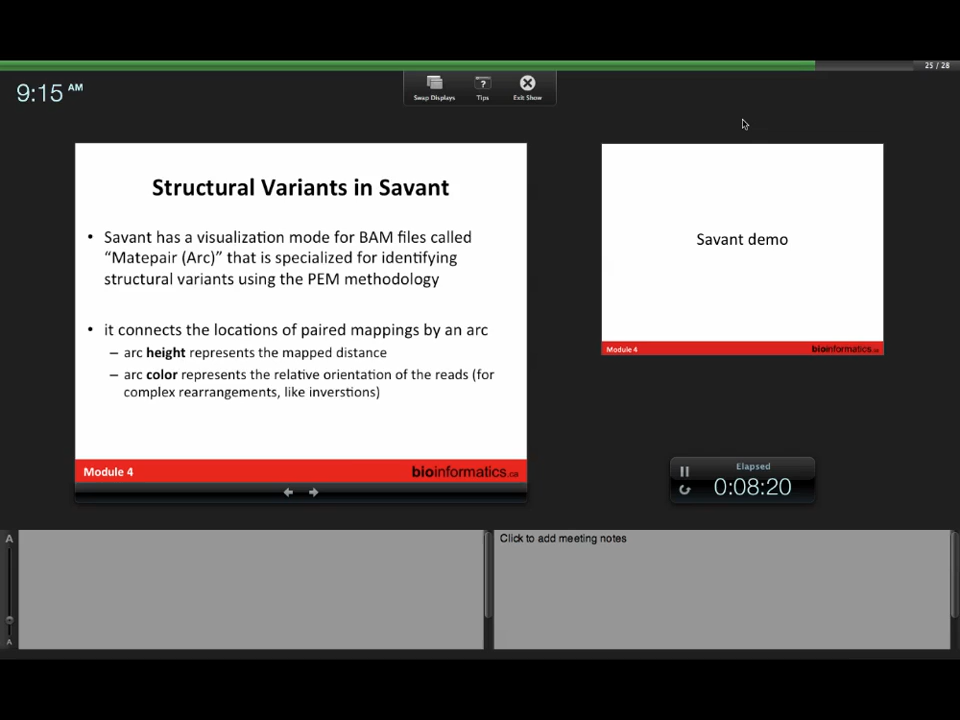 25 / 28
9:15 AM
Swap Displays
Tips
Exit Show
Structural Variants in Savant
• Savant has a visualization mode for BAM files called
“Matepair (Arc)” that is specialized for identifying
structural variants using the PEM methodology
• it connects the locations of paired mappings by an arc
– arc height represents the mapped distance
– arc color represents the relative orientation of the reads (for
complex rearrangements, like inverstions)
Module 4
bioinformatics.ca
Savant demo
Module 4
bioinformatics.ca
Elapsed
0:08:20
A
A
Click to add meeting notes